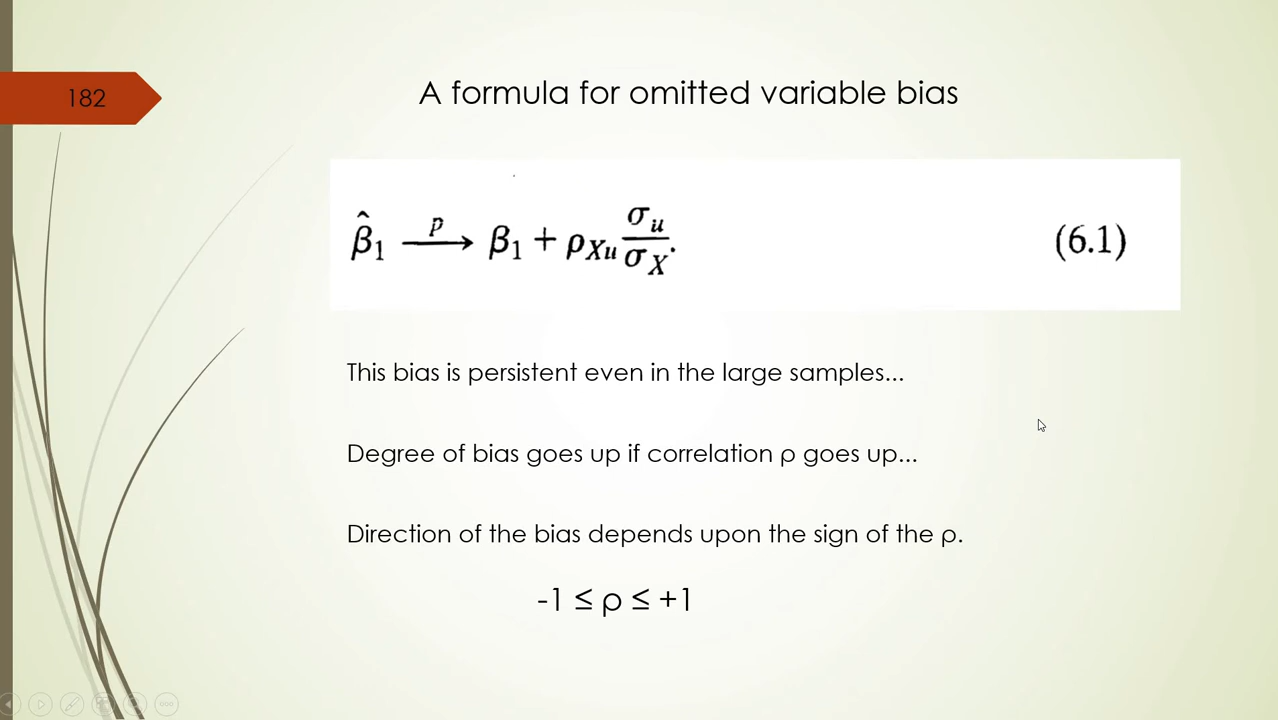 182
A formula for omitted variable bias
β̂₁ →ᵖ β₁ + ρ_Xu σ_u/σ_X. (6.1)
This bias is persistent even in the large samples...
Degree of bias goes up if correlation ρ goes up...
Direction of the bias depends upon the sign of the ρ.
-1 ≤ ρ ≤ +1